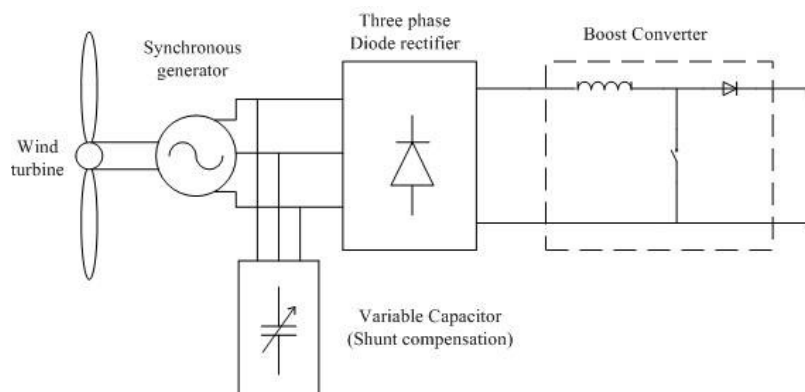 Three phase
Diode rectifier
Synchronous
generator
Boost Converter
Wind
turbine
Variable Capacitor
(Shunt compensation)